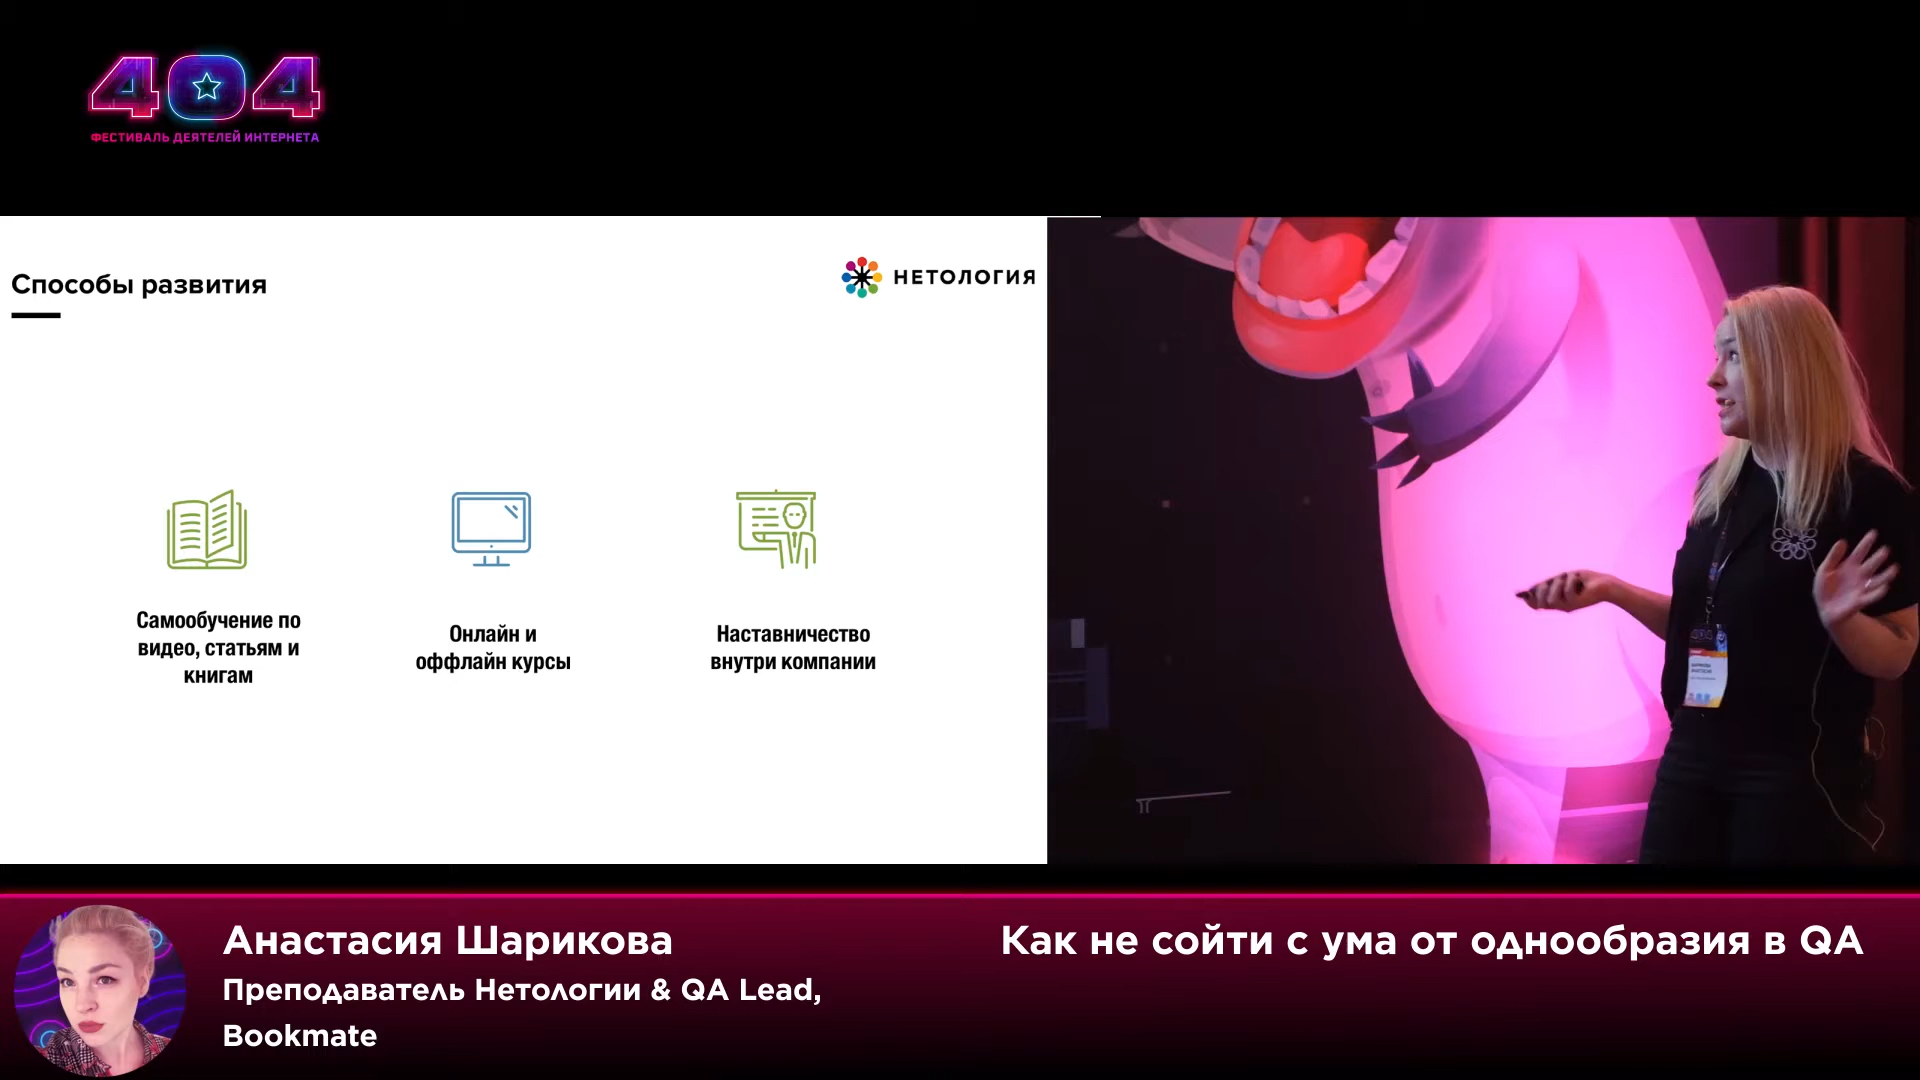 404
ФЕСТИВАЛЬ ДЕЯТЕЛЕЙ ИНТЕРНЕТА
Способы развития
НЕТОЛОГИЯ
Самообучение по
видео, статьям и
книгам
Онлайн и
оффлайн курсы
Наставничество
внутри компании
404
Анастасия Шарикова
Преподаватель Нетологии & QA Lead,
Bookmate
Как не сойти с ума от однообразия в QA